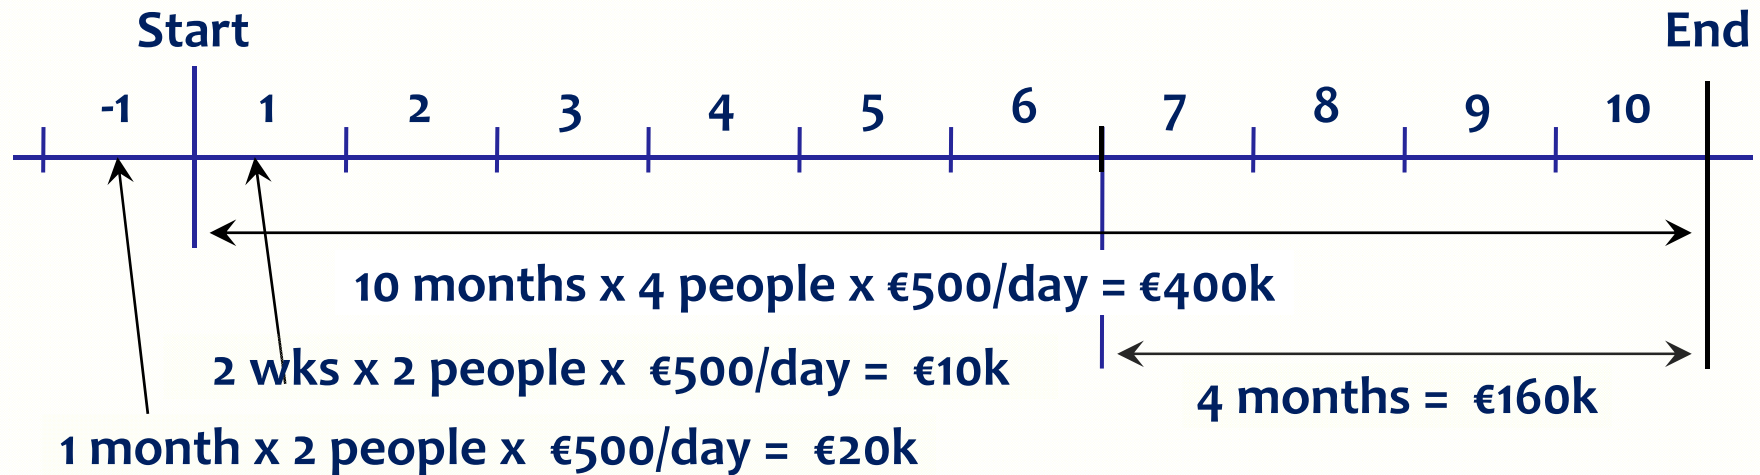 Start
End
-1 1 2 3 4 5 6 7 8 9 10
10 months x 4 people x €500/day = €400k
2 wks x 2 people x €500/day = €10k
4 months = €160k
1 month x 2 people x €500/day = €20k